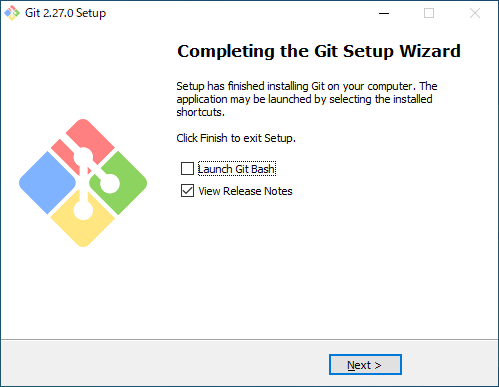 Git 2.27.0 Setup
Completing the Git Setup Wizard
Setup has finished installing Git on your computer. The
application may be launched by selecting the installed
shortcuts.
Click Finish to exit Setup.
Launch Git Bash
View Release Notes
Next >